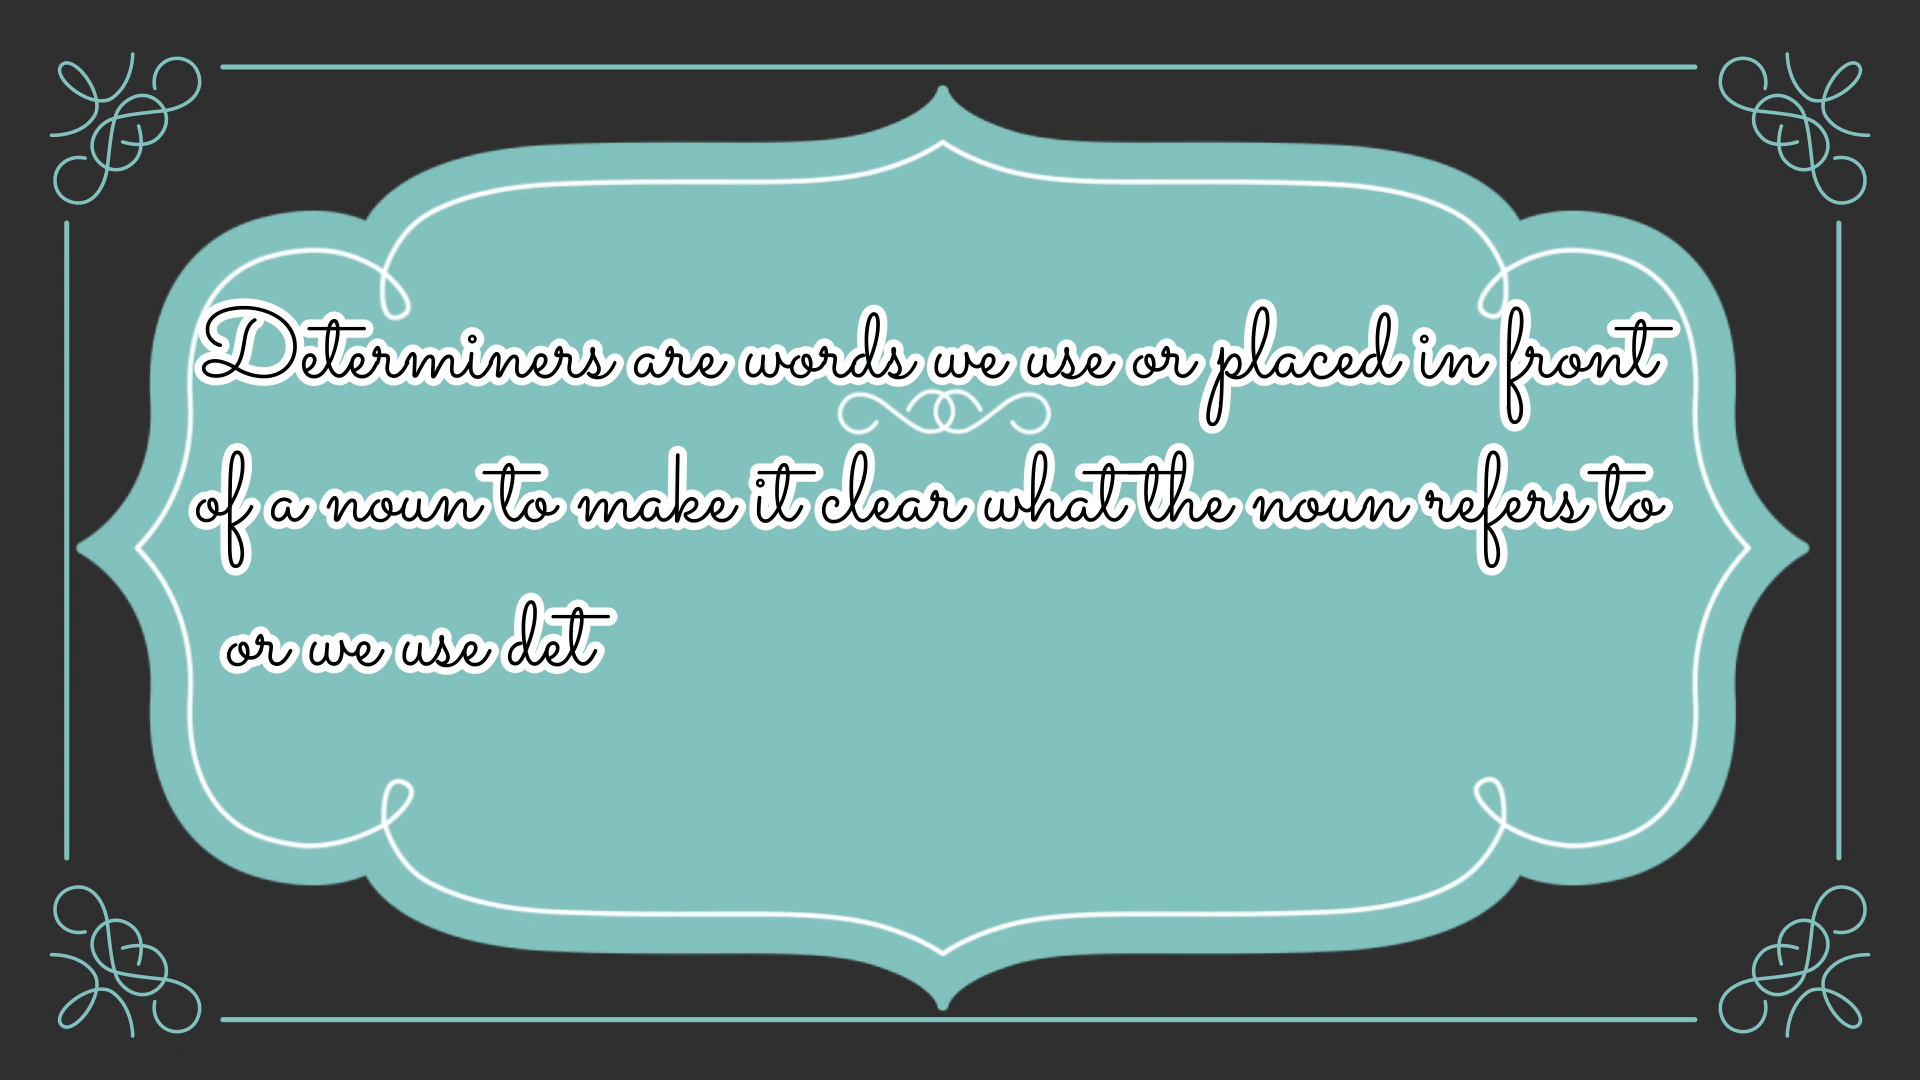 Determiners are words we use or placed in front
of a noun to make it clear what the noun refers to
or we use det